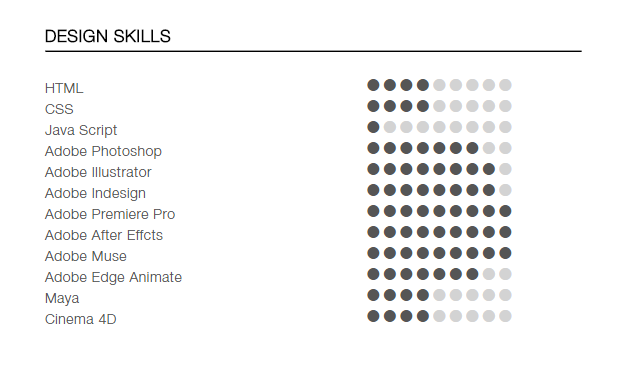 DESIGN SKILLS
HTML
CSS
Java Script
Adobe Photoshop
Adobe Illustrator
Adobe Indesign
Adobe Premiere Pro
Adobe After Effcts
Adobe Muse
Adobe Edge Animate
Maya
Cinema 4D